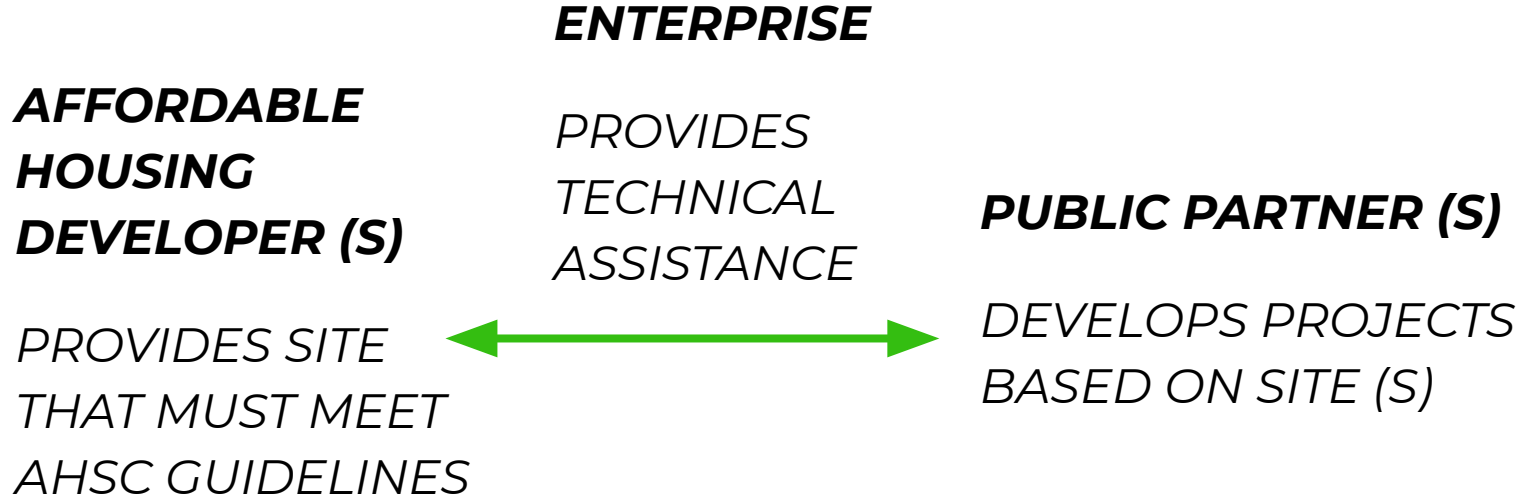 AFFORDABLE
HOUSING
DEVELOPER (S)
PROVIDES SITE
THAT MUST MEET
AHSC GUIDELINES
ENTERPRISE
PROVIDES
TECHNICAL
ASSISTANCE
PUBLIC PARTNER (S)
DEVELOPS PROJECTS
BASED ON SITE (S)